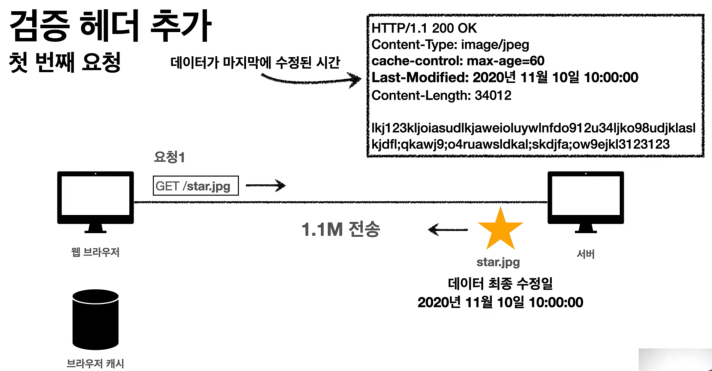 검증 헤더 추가
첫 번째 요청
데이터가 마지막에 수정된 시간
HTTP/1.1 200 OK
Content-Type: image/jpeg
cache-control: max-age=60
Last-Modified: 2020년 11월 10일 10:00:00
Content-Length: 34012
lkj123kljoiasudlkjaweioluywlnfdo912u34ljko98udjklasl
kjdfl;qkawj9;o4ruawsldkal;skdjfa;ow9ejkl3123123
요청1
GET /star.jpg
1.1M 전송
웹 브라우저
star.jpg
서버
데이터 최종 수정일
2020년 11월 10일 10:00:00
브라우저 캐시